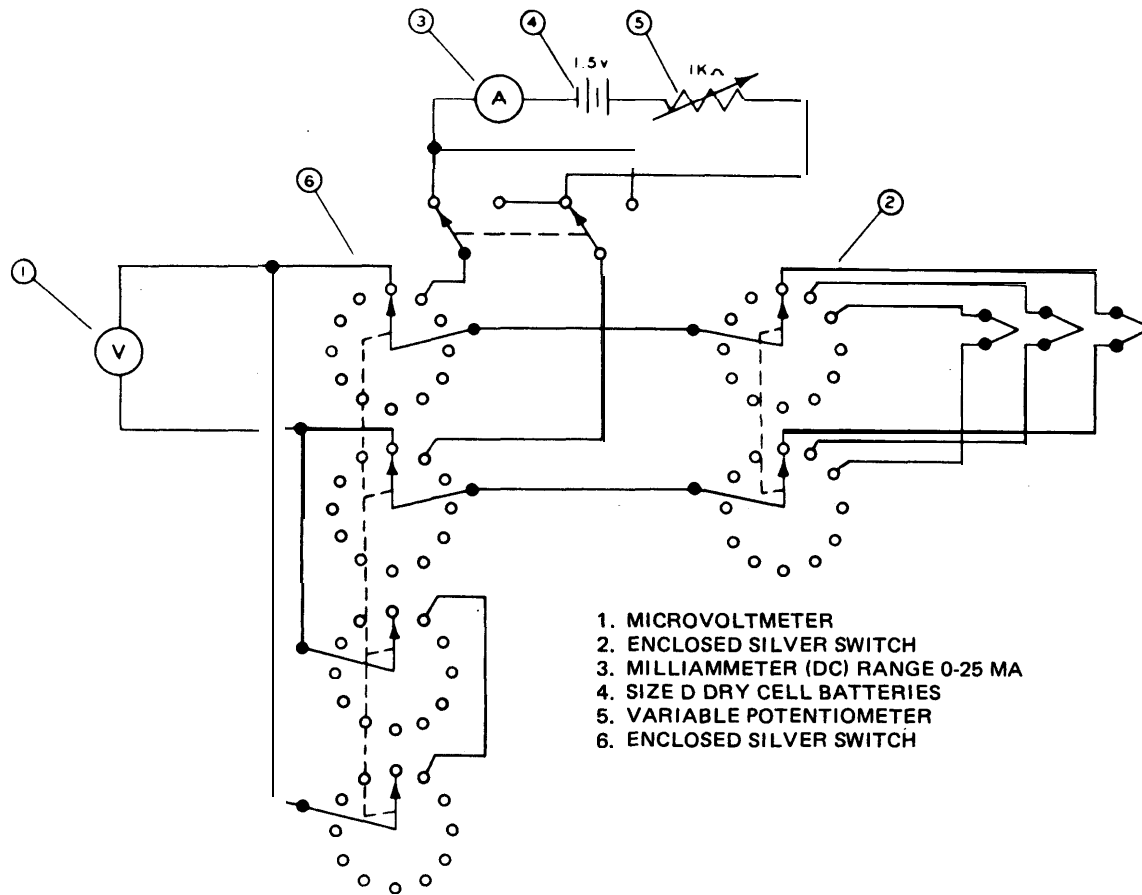 3
4
5
1.5v
1KΩ
A
6
2
1
V
1. MICROVOLTMETER
2. ENCLOSED SILVER SWITCH
3. MILLIAMMETER (DC) RANGE 0-25 MA
4. SIZE D DRY CELL BATTERIES
5. VARIABLE POTENTIOMETER
6. ENCLOSED SILVER SWITCH